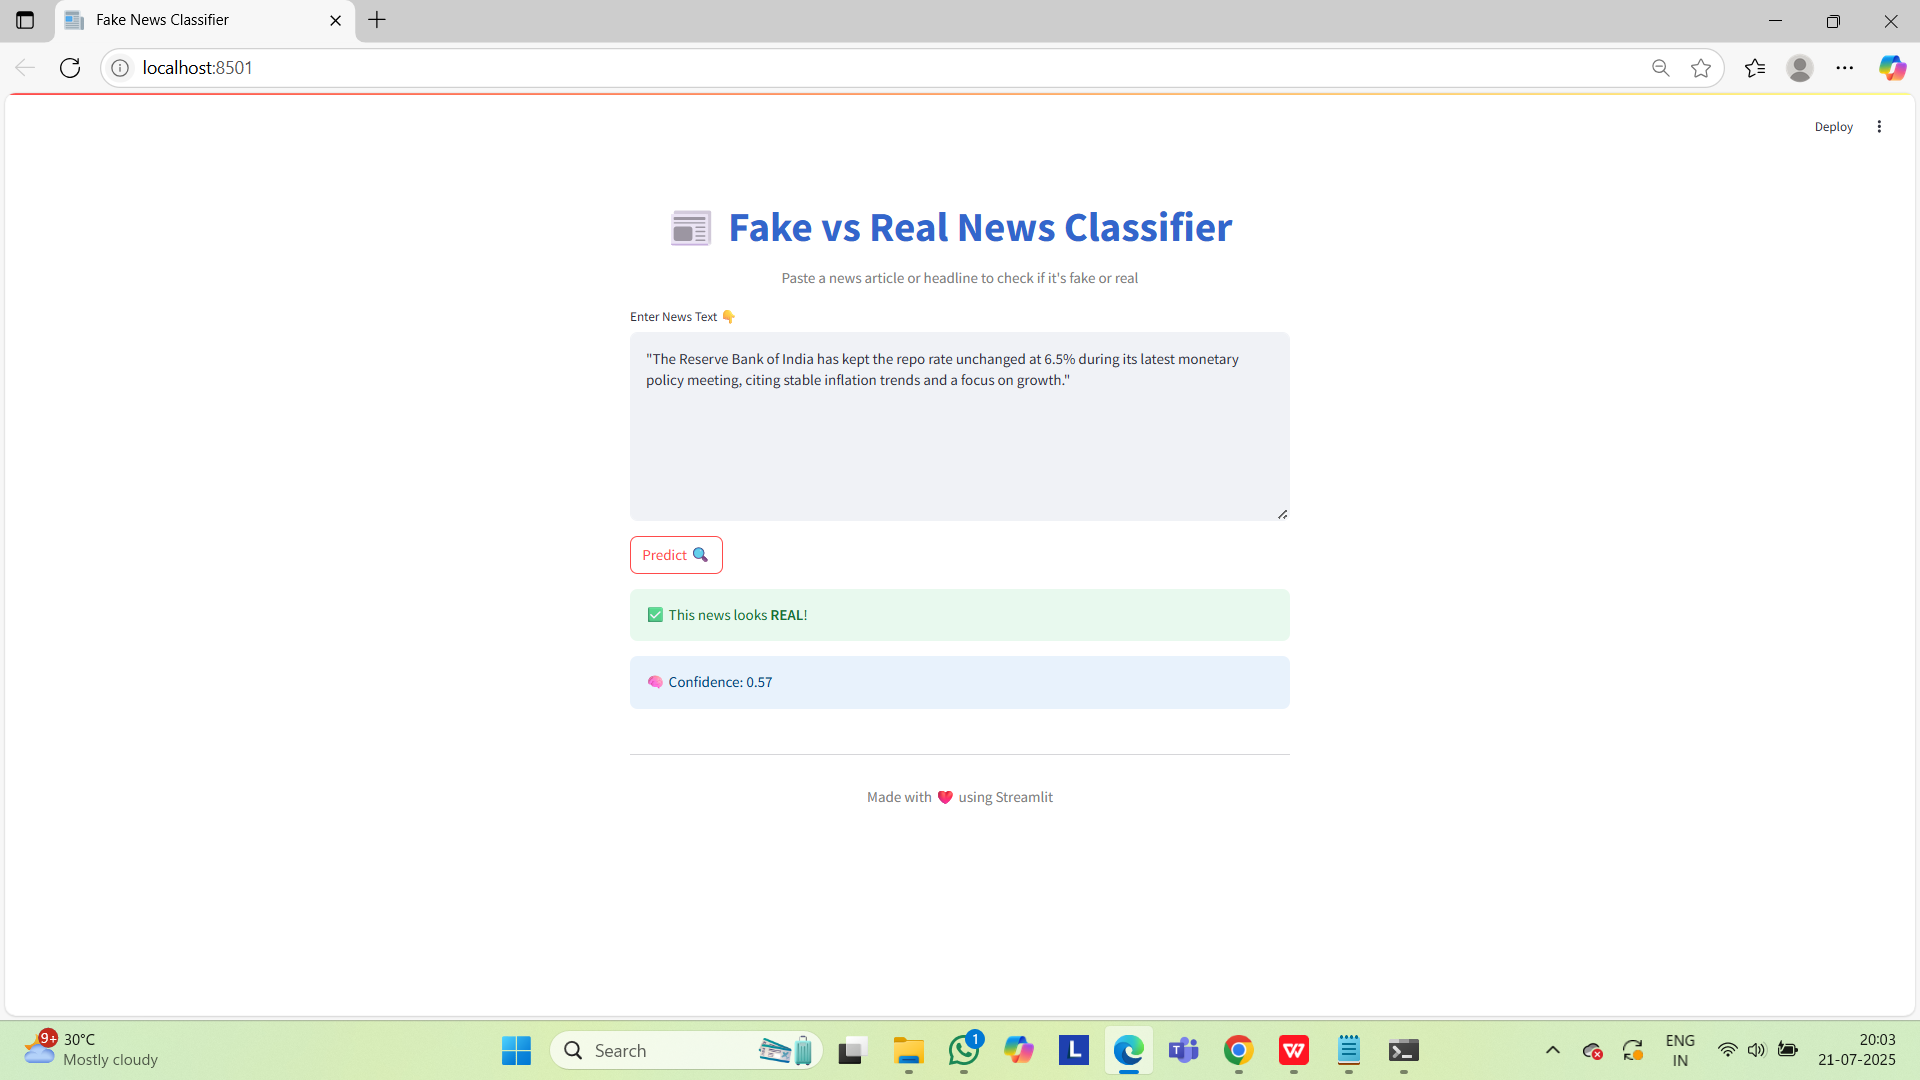 Fake News Classifier
localhost:8501
Deploy
Fake vs Real News Classifier
Paste a news article or headline to check if it's fake or real
Enter News Text 👇
"The Reserve Bank of India has kept the repo rate unchanged at 6.5% during its latest monetary
policy meeting, citing stable inflation trends and a focus on growth."
Predict 🔍
✅ This news looks REAL!
🧠 Confidence: 0.57
Made with ❤️ using Streamlit
9+
30°C
Mostly cloudy
Search
1
L
T
W
ENG
IN
20:03
21-07-2025